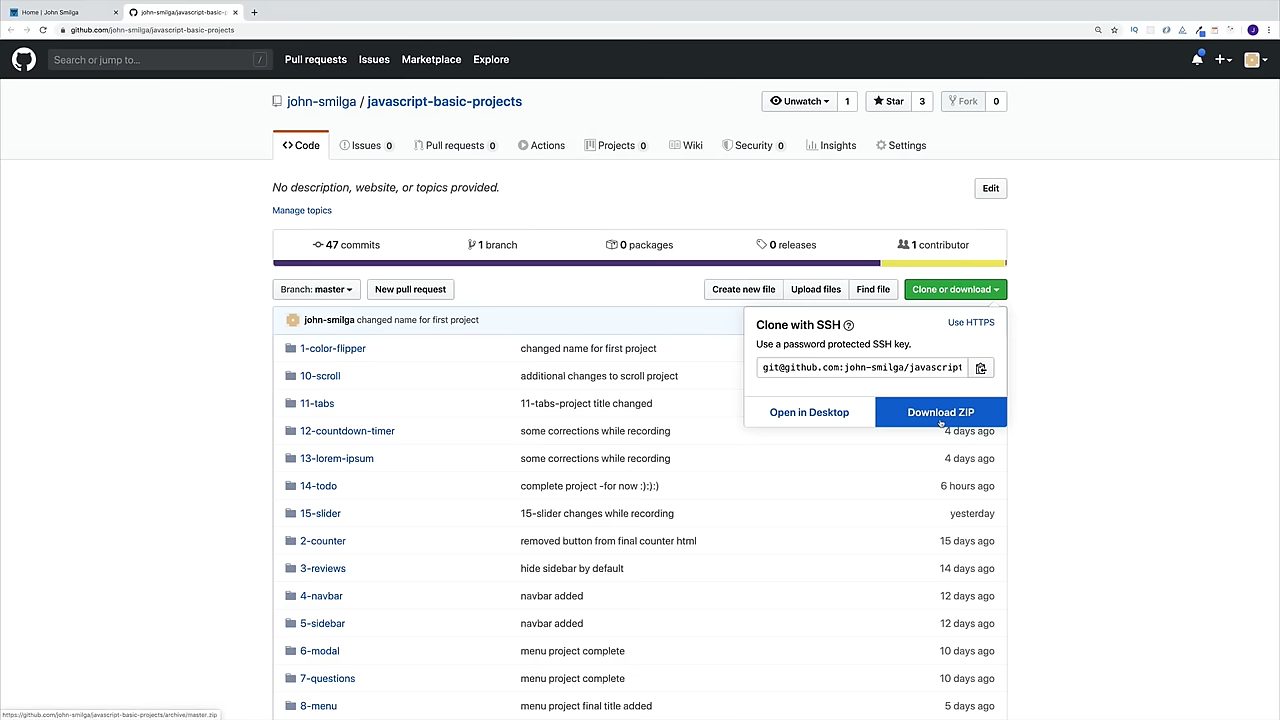 Home | John Smilga
john-smilga/javascript-basic-p
github.com/john-smilga/javascript-basic-projects
Search or jump to...
/
Pull requests
Issues
Marketplace
Explore
john-smilga / javascript-basic-projects
Unwatch 1
Star 3
Fork 0
Code
Issues 0
Pull requests 0
Actions
Projects 0
Wiki
Security 0
Insights
Settings
No description, website, or topics provided.
Edit
Manage topics
47 commits
1 branch
0 packages
0 releases
1 contributor
Branch: master
New pull request
Create new file
Upload files
Find file
Clone or download
john-smilga changed name for first project
Clone with SSH
Use HTTPS
Use a password protected SSH key.
git@github.com:john-smilga/javascript
Open in Desktop
Download ZIP
1-color-flipper changed name for first project
10-scroll additional changes to scroll project
11-tabs 11-tabs-project title changed
12-countdown-timer some corrections while recording 4 days ago
13-lorem-ipsum some corrections while recording 4 days ago
14-todo complete project -for now :):):) 6 hours ago
15-slider 15-slider changes while recording yesterday
2-counter removed button from final counter html 15 days ago
3-reviews hide sidebar by default 14 days ago
4-navbar navbar added 12 days ago
5-sidebar navbar added 12 days ago
6-modal menu project complete 10 days ago
7-questions menu project complete 10 days ago
8-menu menu project final title added 5 days ago
https://github.com/john-smilga/javascript-basic-projects/archive/master.zip